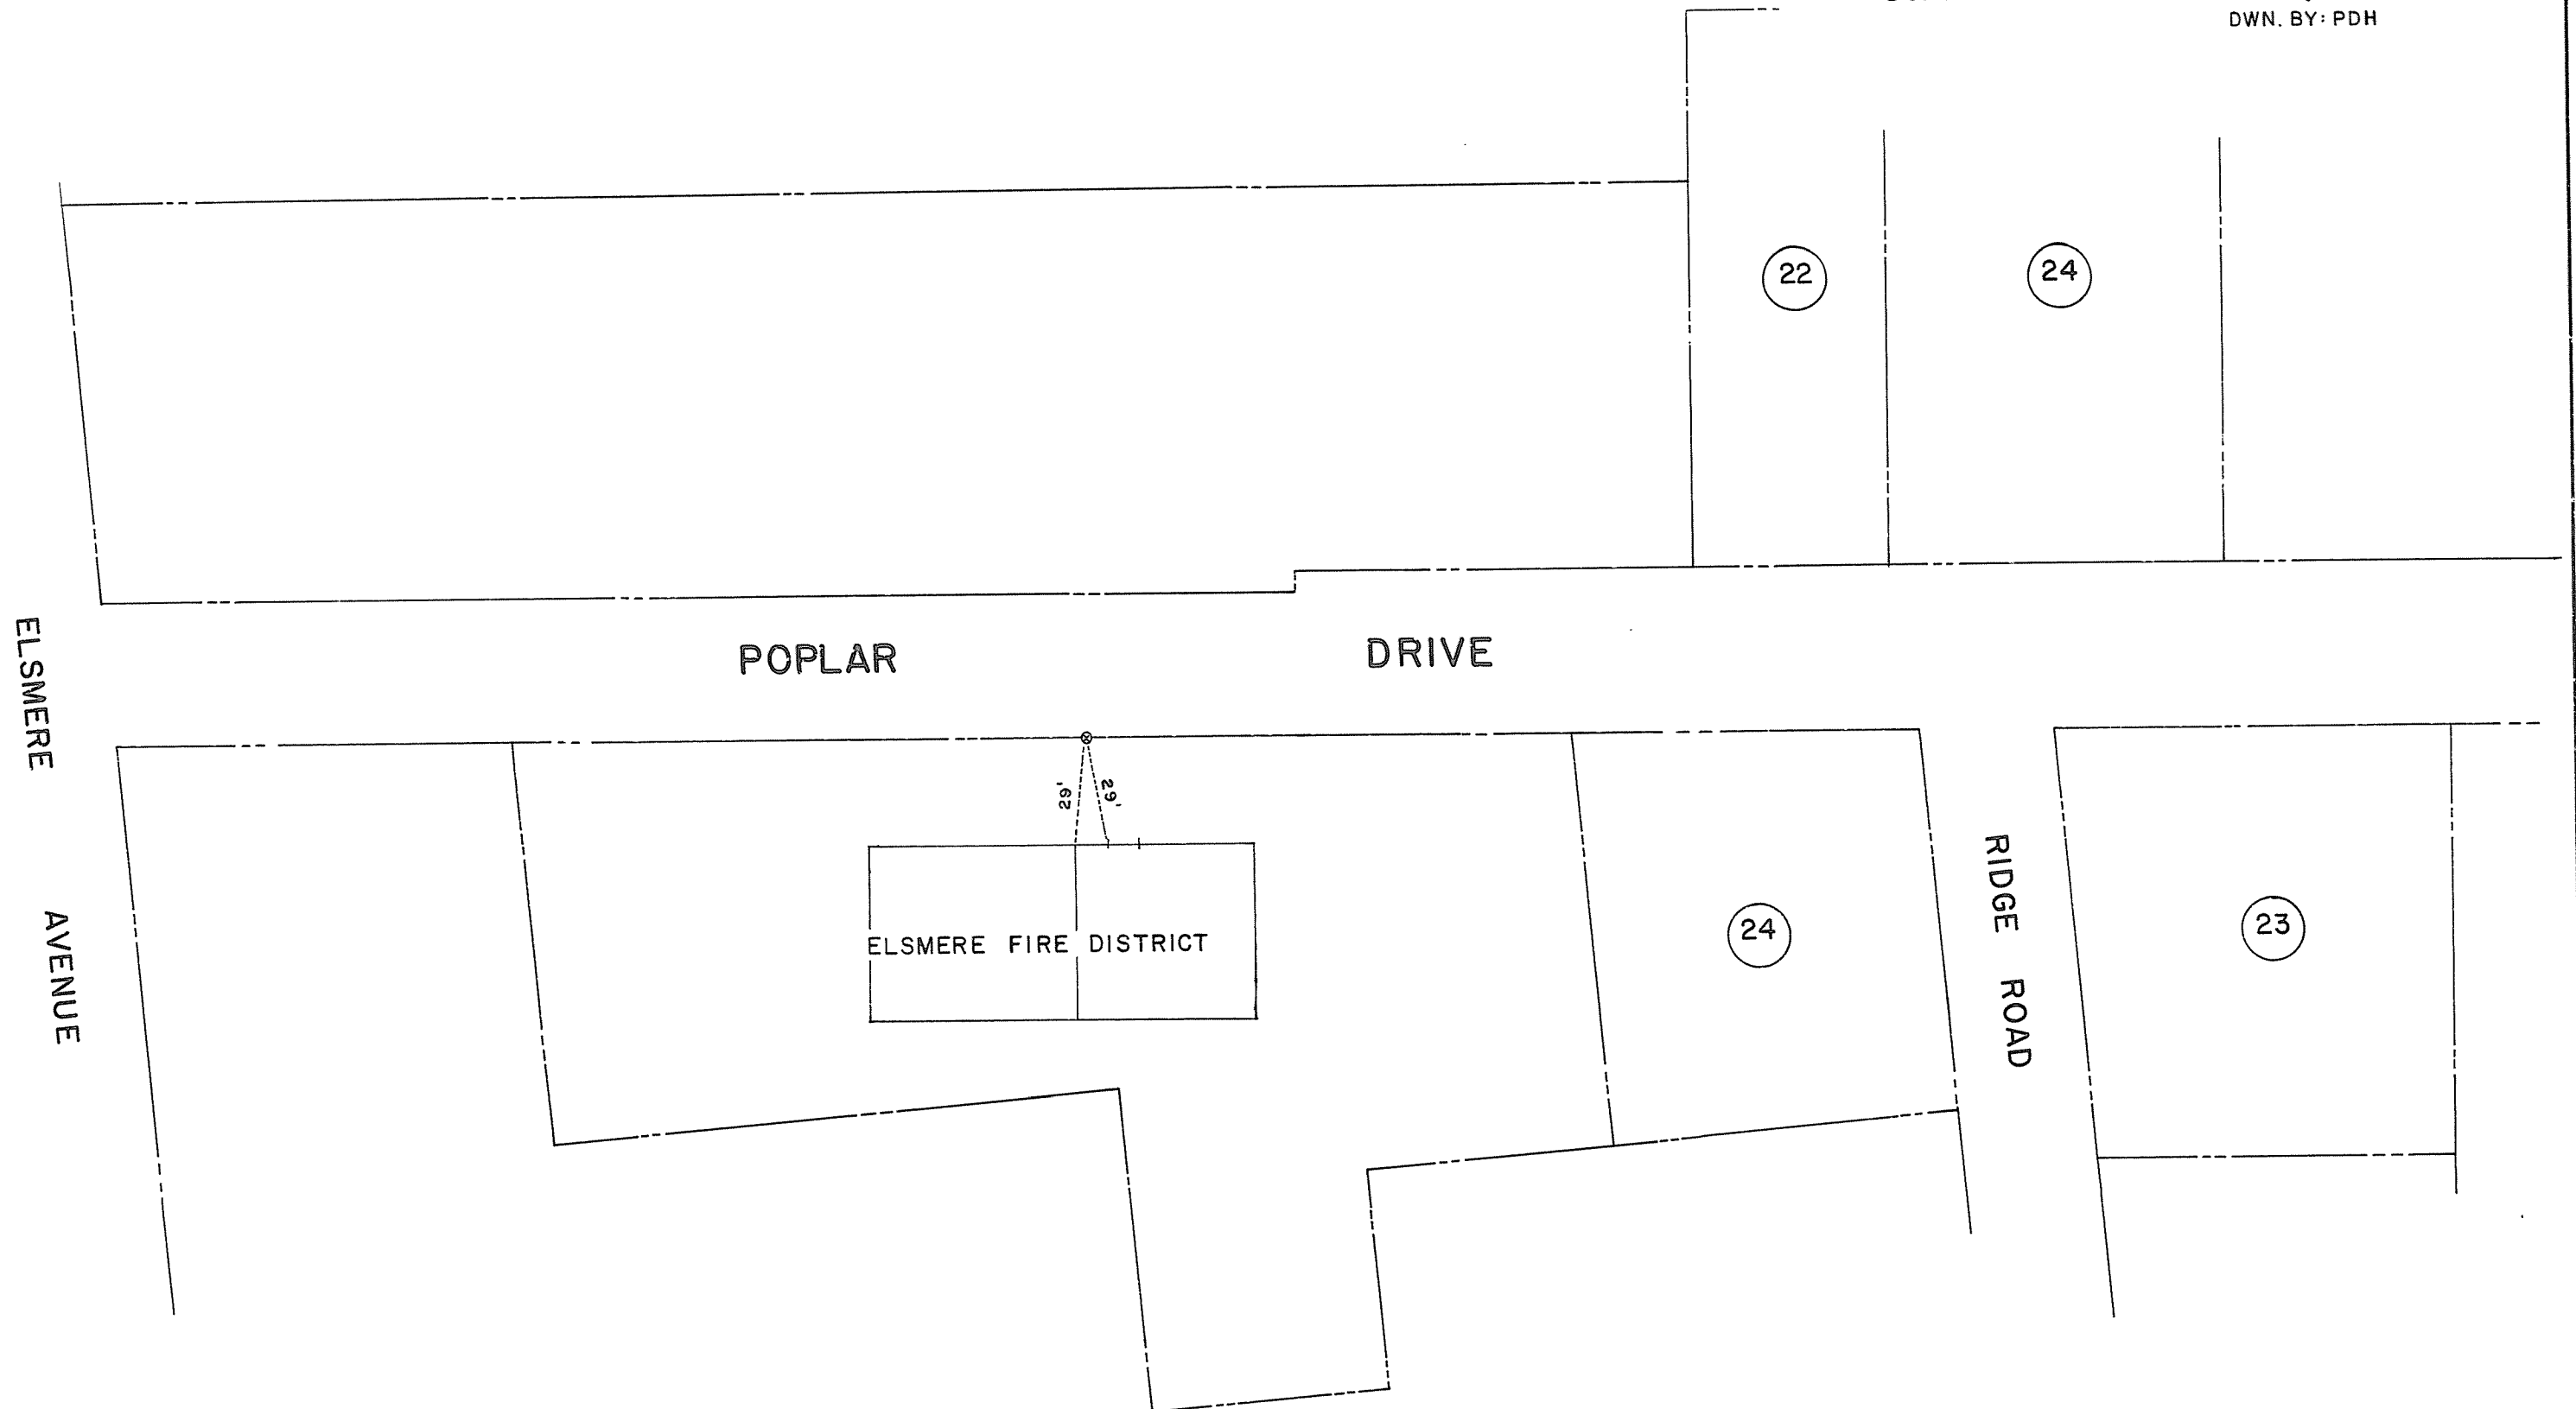 DWN. BY: PDH
22
24
POPLAR DRIVE
ELSMERE AVENUE
29'
29'
ELSMERE FIRE DISTRICT
24
RIDGE ROAD
23